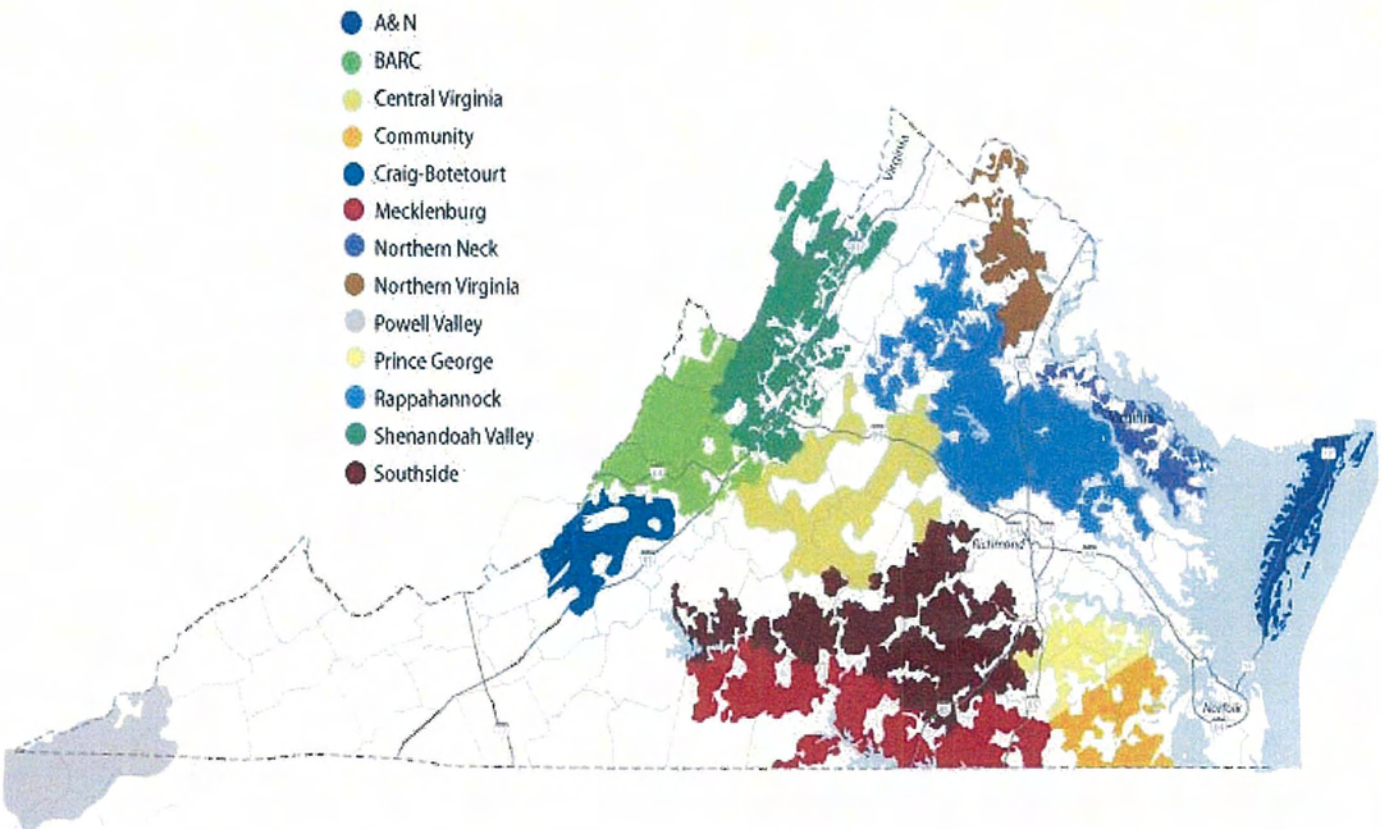 A&N
BARC
Central Virginia
Community
Craig-Botetourt
Mecklenburg
Northern Neck
Northern Virginia
Powell Valley
Prince George
Rappahannock
Shenandoah Valley
Southside
Virginia
Richmond
Norfolk